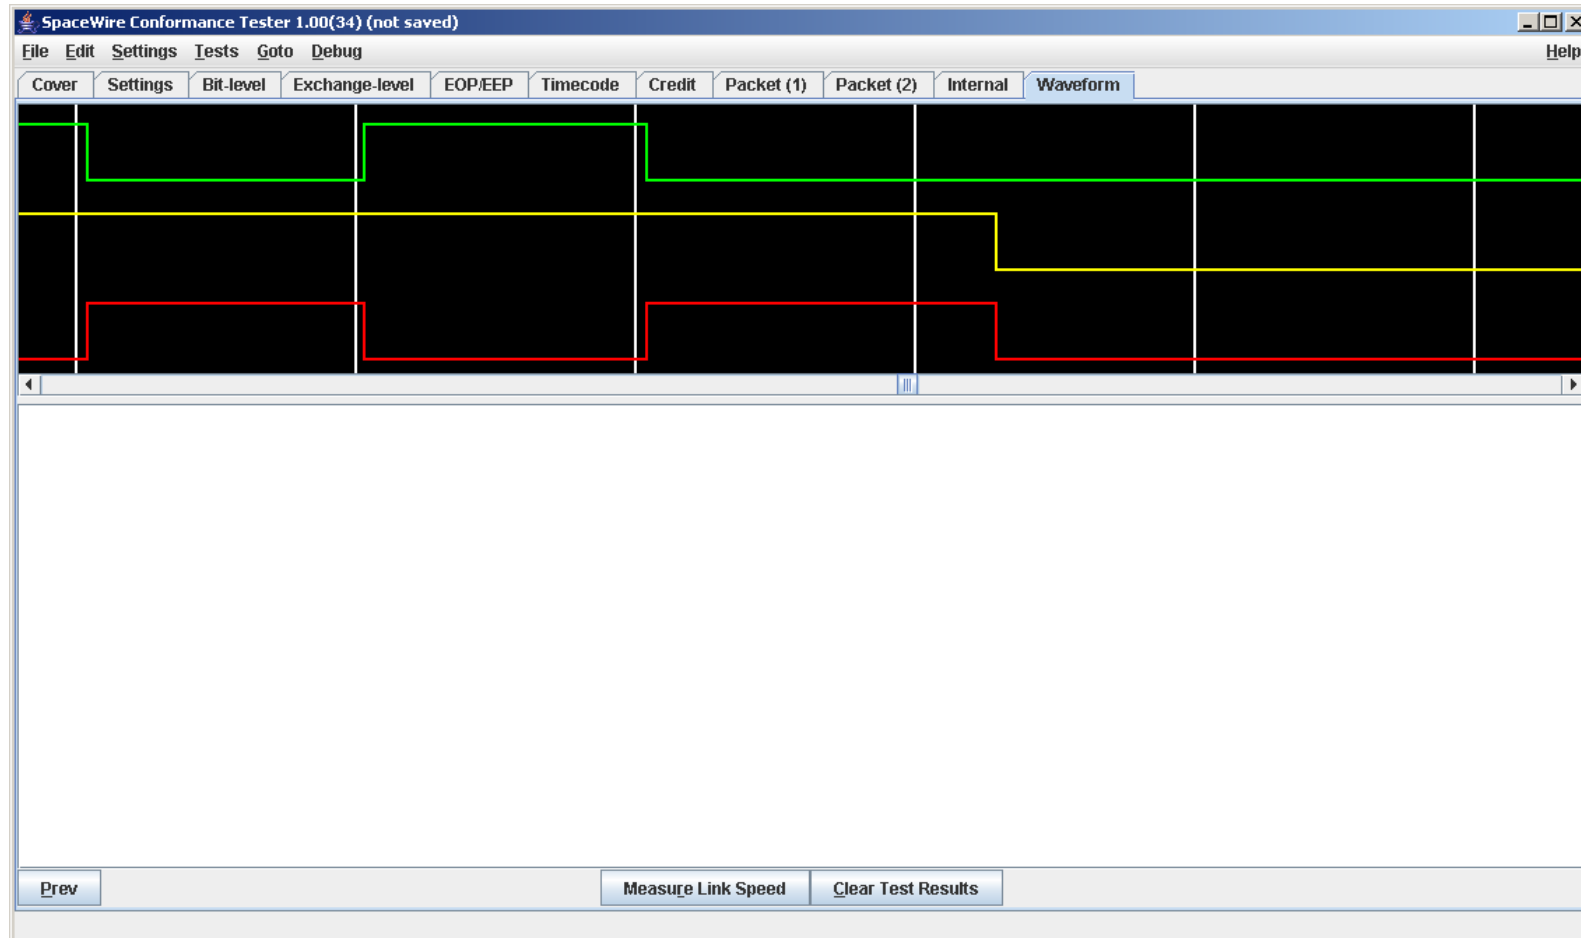 SpaceWire Conformance Tester 1.00(34) (not saved)
File Edit Settings Tests Goto Debug Help
Cover Settings Bit-level Exchange-level EOP/EEP Timecode Credit Packet (1) Packet (2) Internal Waveform
Prev Measure Link Speed Clear Test Results